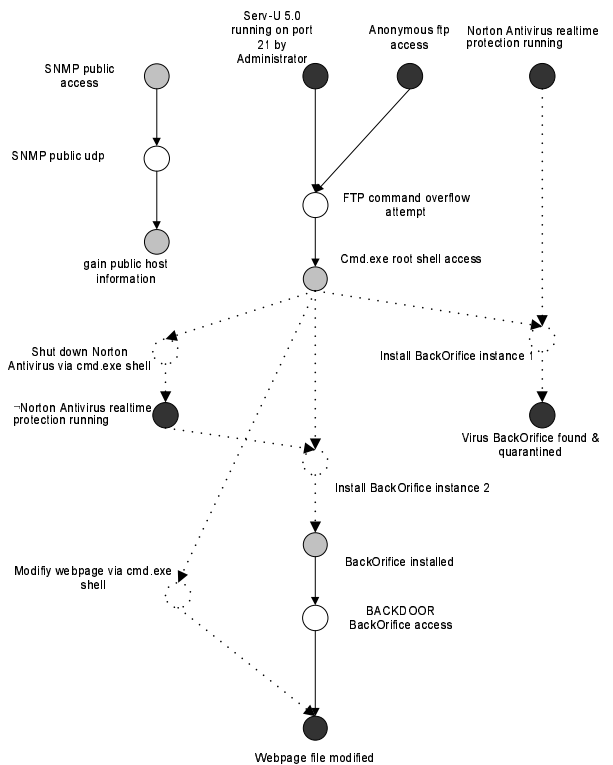 Serv-U 5.0
running on port
21 by
Administrator
Anonymous ftp
access
Norton Antivirus realtime
protection running
SNMP public
access
SNMP public udp
gain public host
information
FTP command overflow
attempt
Cmd.exe root shell access
Shut down Norton
Antivirus via cmd.exe shell
Install BackOrifice instance 1
¬Norton Antivirus realtime
protection running
Virus BackOrifice found &
quarantined
Install BackOrifice instance 2
BackOrifice installed
Modifiy webpage via cmd.exe
shell
BACKDOOR
BackOrifice access
Webpage file modified